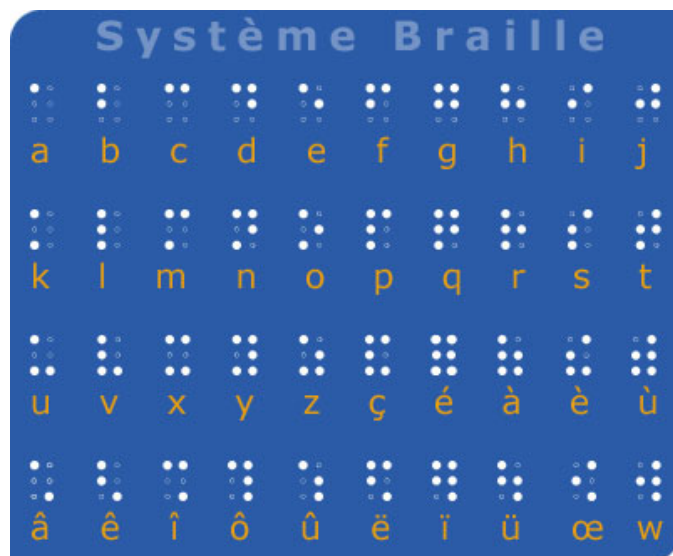 Système Braille
a b c d e f g h i j
k l m n o p q r s t
u v x y z ç é à è ù
â ê î ô û ë ï ü œ w